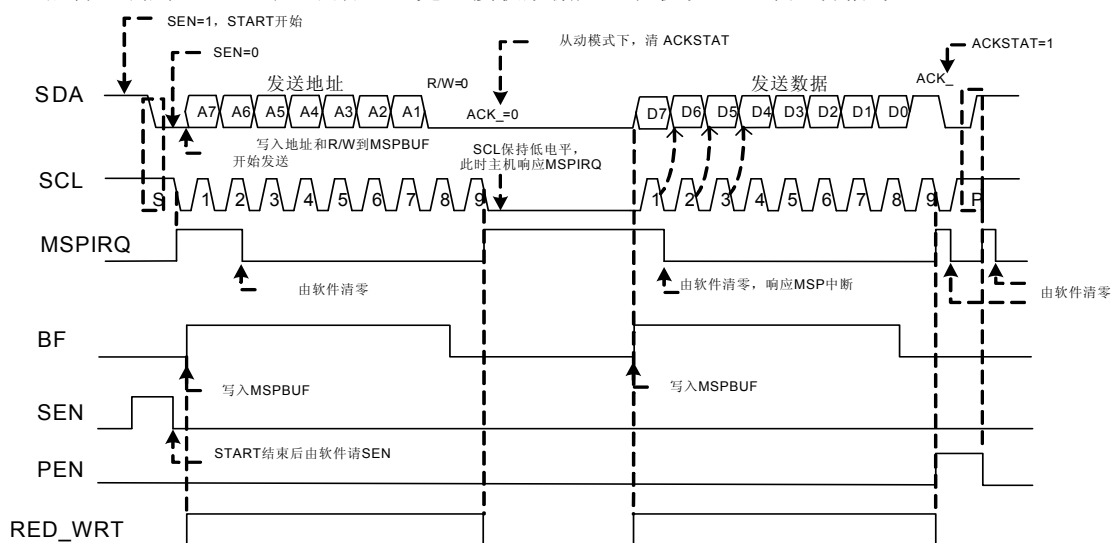 SEN=1，START开始
SEN=0
从动模式下，清 ACKSTAT
ACKSTAT=1
发送地址
R/W=0
发送数据
ACK_
SDA
A7 A6 A5 A4 A3 A2 A1
ACK_=0
D7 D6 D5 D4 D3 D2 D1 D0
写入地址和R/W到MSPBUF
开始发送
SCL保持低电平，
此时主机响应MSPIRQ
SCL
S 1 2 3 4 5 6 7 8 9 1 2 3 4 5 6 7 8 9 P
MSPIRQ
由软件清零
由软件清零，响应MSP中断
由软件清零
BF
写入MSPBUF
写入MSPBUF
SEN
START结束后由软件请SEN
PEN
RED_WRT